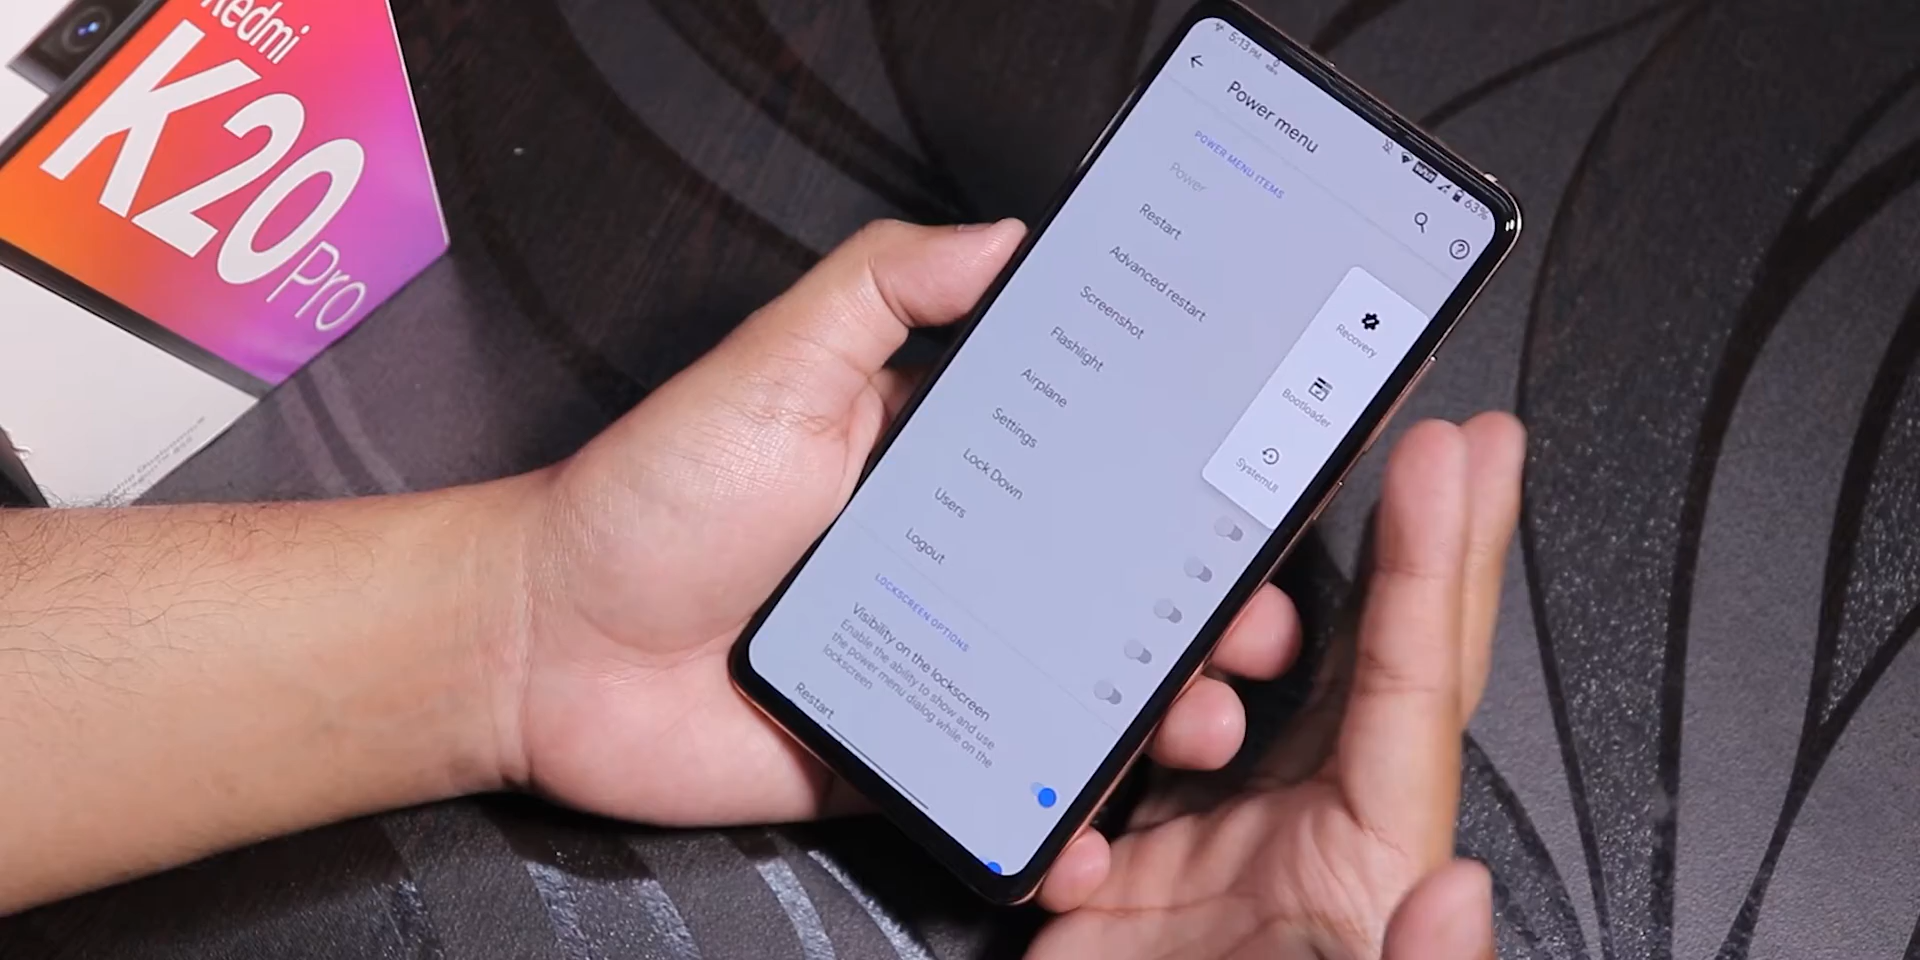 Redmi
K20 Pro
5:13 PM
63%
Power menu
POWER MENU ITEMS
Power
Restart
Advanced restart
Screenshot
Flashlight
Airplane
Settings
Lock Down
Users
Logout
Recovery
Bootloader
SystemUI
LOCKSCREEN OPTIONS
Visibility on the lockscreen
Enable the ability to show and use
the power menu dialog while on the
lockscreen
Restart